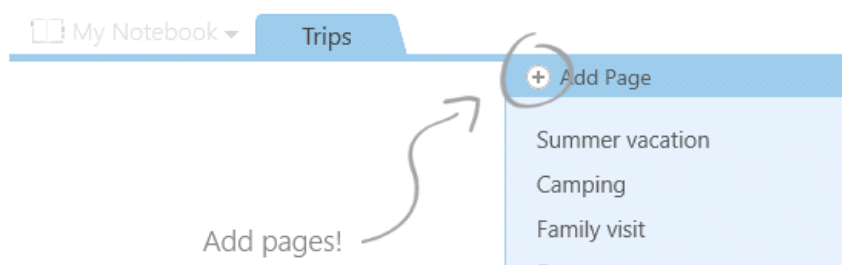 My Notebook
Trips
Add Page
Summer vacation
Camping
Family visit
Add pages!